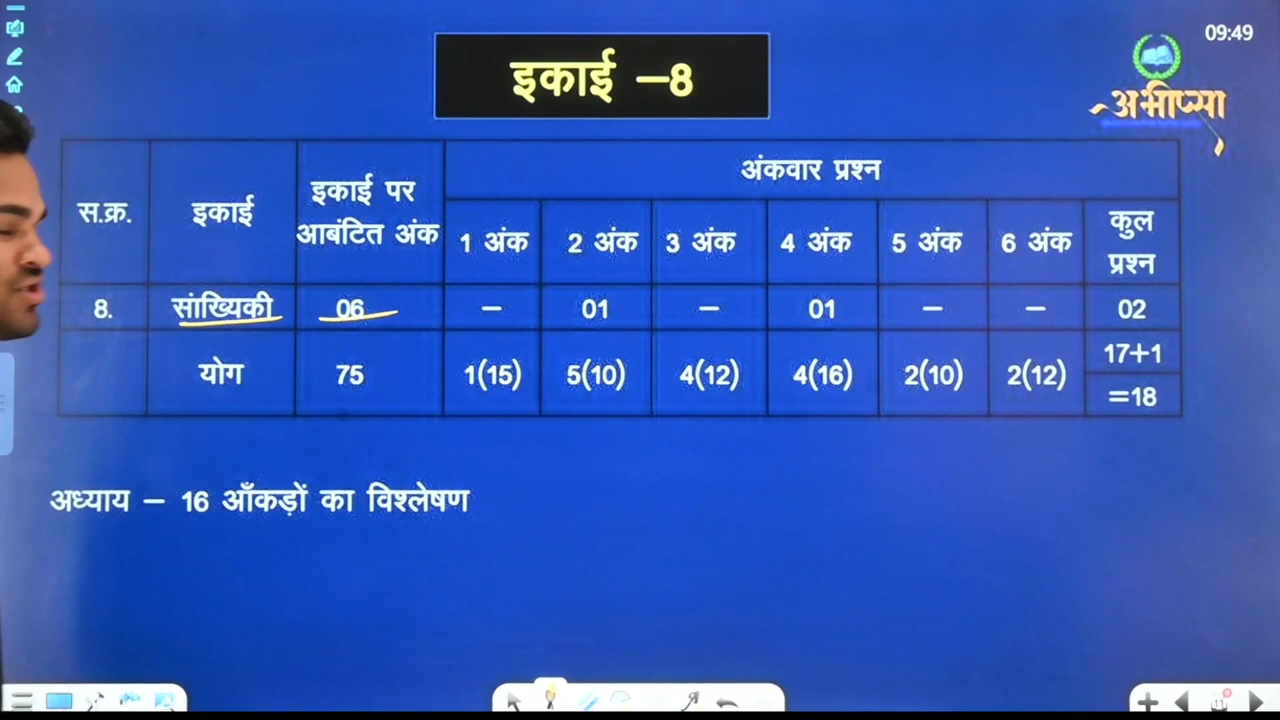 09:49
इकाई –8
अभीप्सा
स.क्र. इकाई इकाई पर आबंटित अंक अंकवार प्रश्न
1 अंक 2 अंक 3 अंक 4 अंक 5 अंक 6 अंक कुल प्रश्न
8. सांख्यिकी 06 – 01 – 01 – – 02
योग 75 1(15) 5(10) 4(12) 4(16) 2(10) 2(12) 17+1
=18
अध्याय – 16 आँकड़ों का विश्लेषण
11